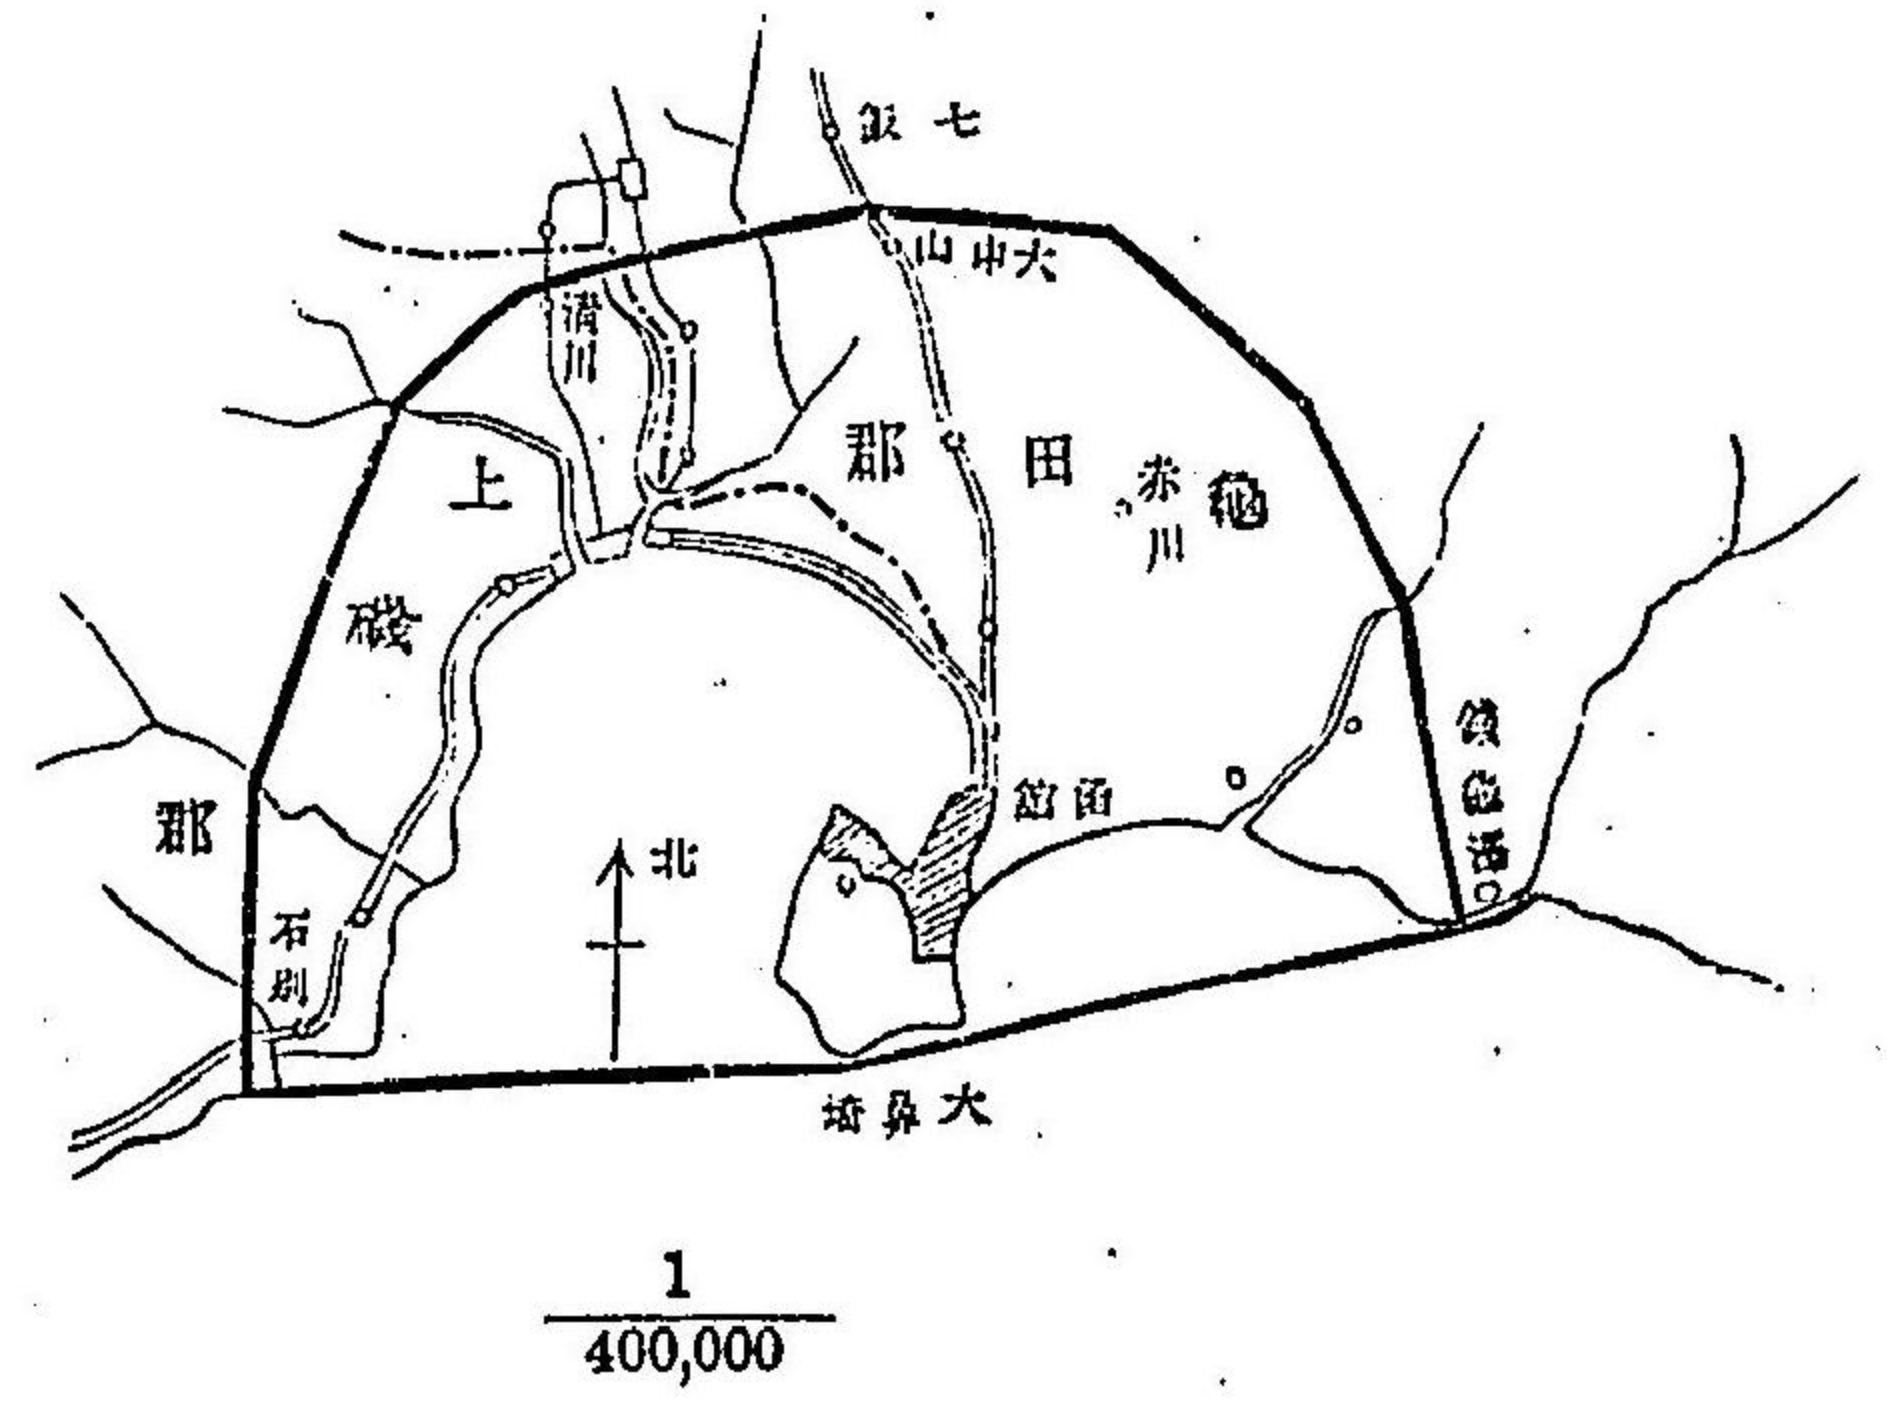 七飯
大中山
清川
亀田郡
赤川
上磯郡
函館
北
石別
大鼻崎
1
400,000